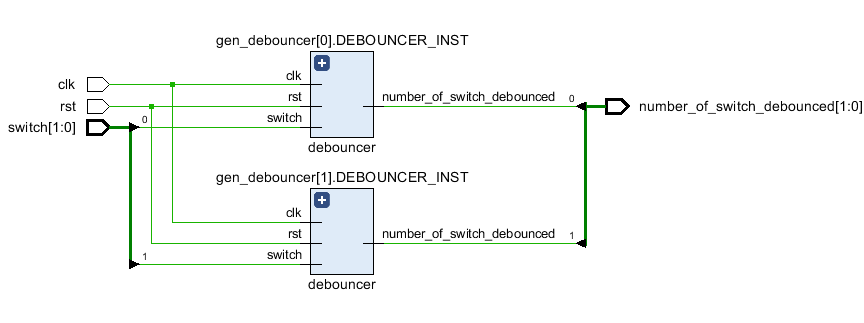 gen_debouncer[0].DEBOUNCER_INST
clk
clk
rst
rst
number_of_switch_debounced
0
number_of_switch_debounced[1:0]
switch[1:0]
0
switch
debouncer
gen_debouncer[1].DEBOUNCER_INST
clk
rst
number_of_switch_debounced
1
1
switch
debouncer